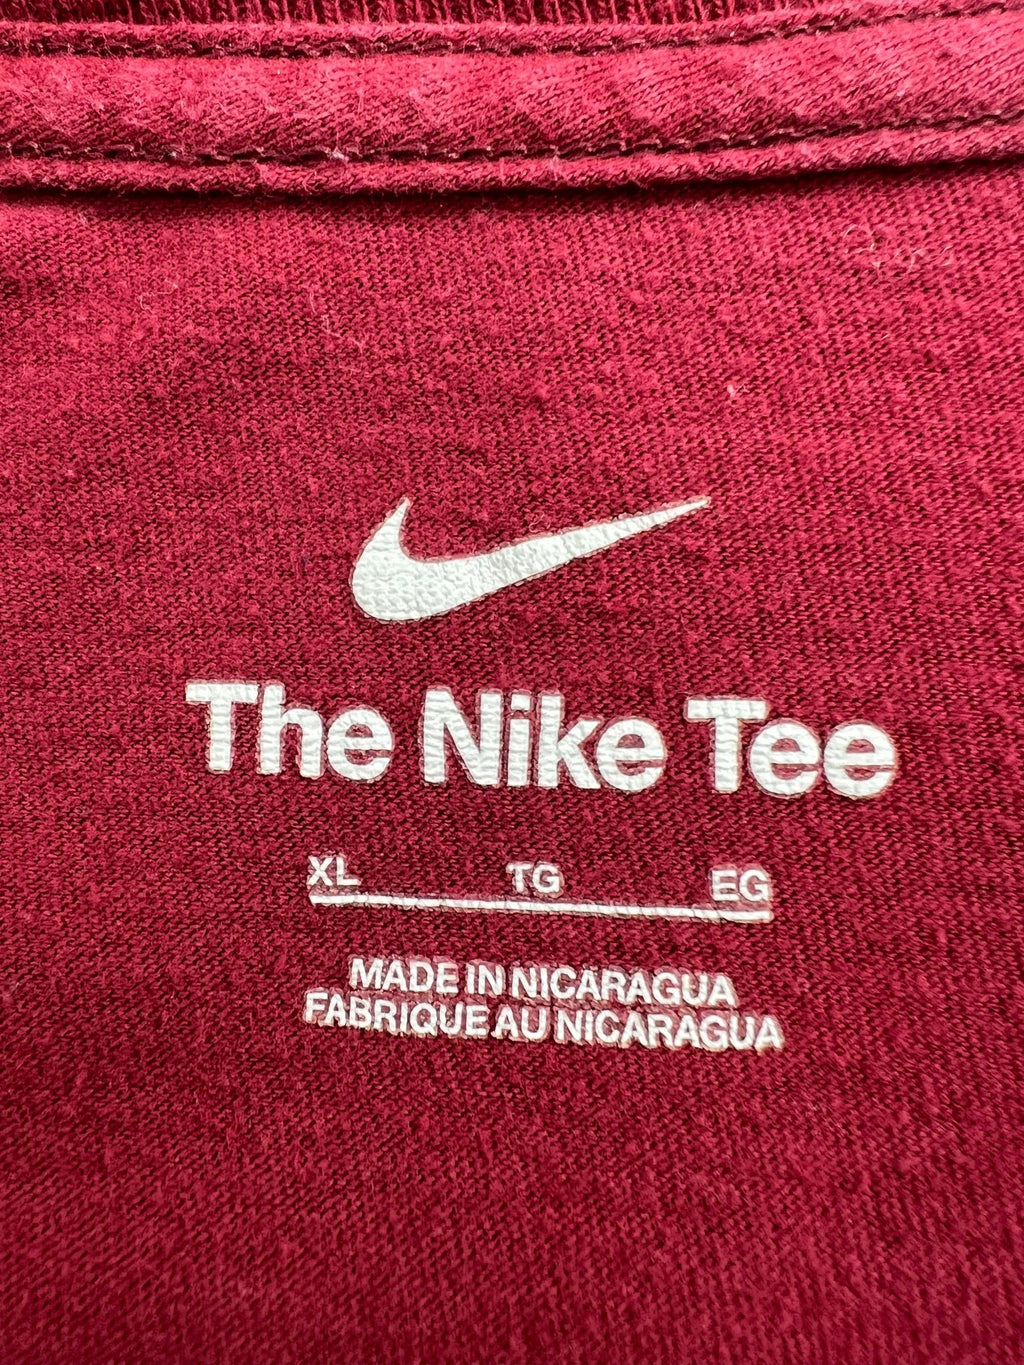 The Nike Tee
XL TG EG
MADE IN NICARAGUA
FABRIQUE AU NICARAGUA